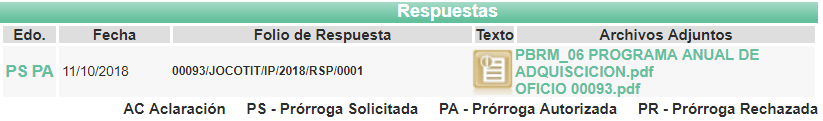 Respuestas
Edo. Fecha Folio de Respuesta Texto Archivos Adjuntos
PS PA 11/10/2018 00093/JOCOTIT/IP/2018/RSP/0001 PBRM_06 PROGRAMA ANUAL DE
ADQUISCICION.pdf
OFICIO 00093.pdf
AC Aclaración PS - Prórroga Solicitada PA - Prórroga Autorizada PR - Prórroga Rechazada